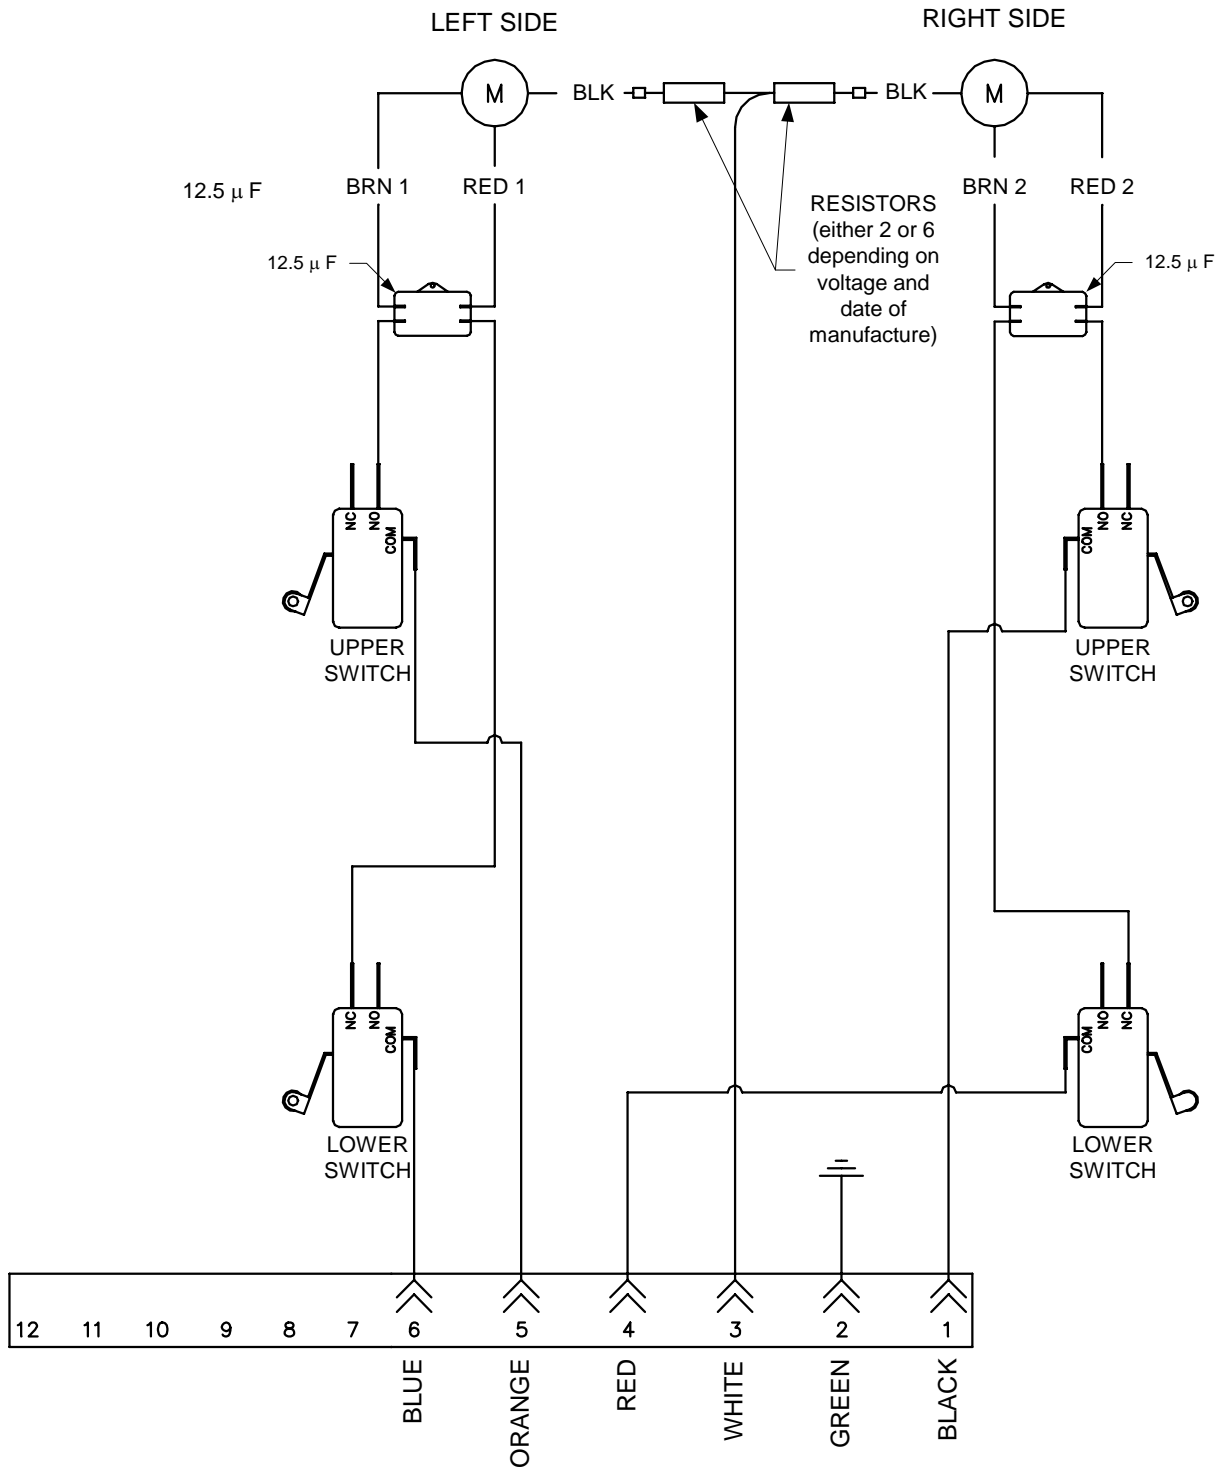 LEFT SIDE
RIGHT SIDE
M
BLK
BLK
M
12.5 μ F
BRN 1
RED 1
BRN 2
RED 2
RESISTORS
(either 2 or 6
depending on
voltage and
date of
manufacture)
12.5 μ F
12.5 μ F
NC
NO
COM
UPPER
SWITCH
COM
NO
NC
UPPER
SWITCH
NC
NO
COM
LOWER
SWITCH
COM
NO
NC
LOWER
SWITCH
12 11 10 9 8 7 6 5 4 3 2 1
BLUE
ORANGE
RED
WHITE
GREEN
BLACK